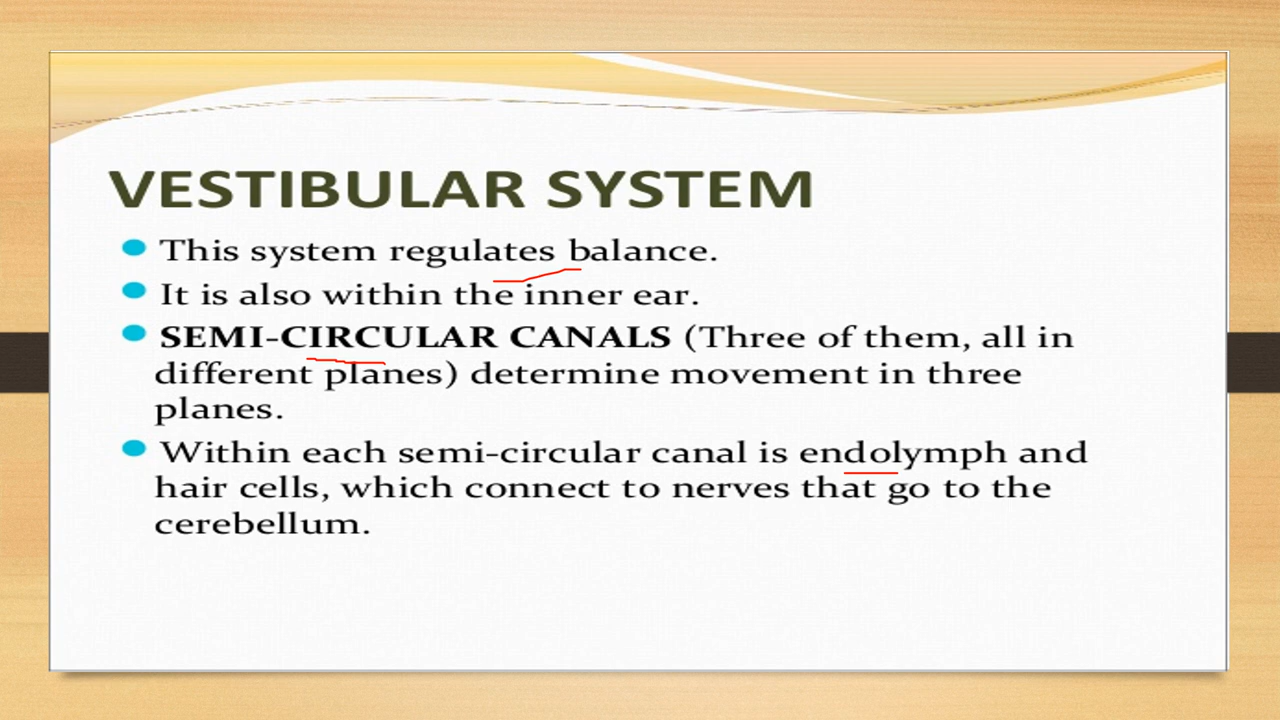 VESTIBULAR SYSTEM
This system regulates balance.
It is also within the inner ear.
SEMI-CIRCULAR CANALS (Three of them, all in
different planes) determine movement in three
planes.
Within each semi-circular canal is endolymph and
hair cells, which connect to nerves that go to the
cerebellum.